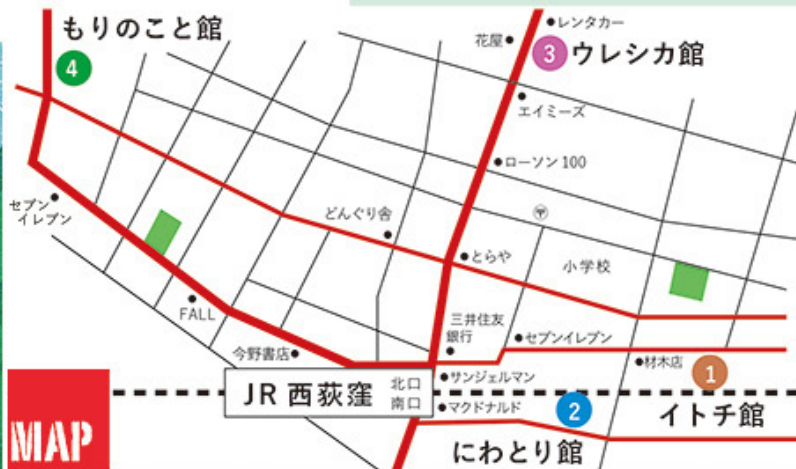 もりのこと館
4
レンタカー
花屋
3 ウレシカ館
エイミーズ
ローソン100
セブン
イレブン
どんぐり舎
〒
とらや
小学校
FALL
三井住友
銀行
セブンイレブン
今野書店
材木店
1
サンジェルマン
JR 西荻窪
北口
南口
マクドナルド
2
イトチ館
にわとり館
MAP